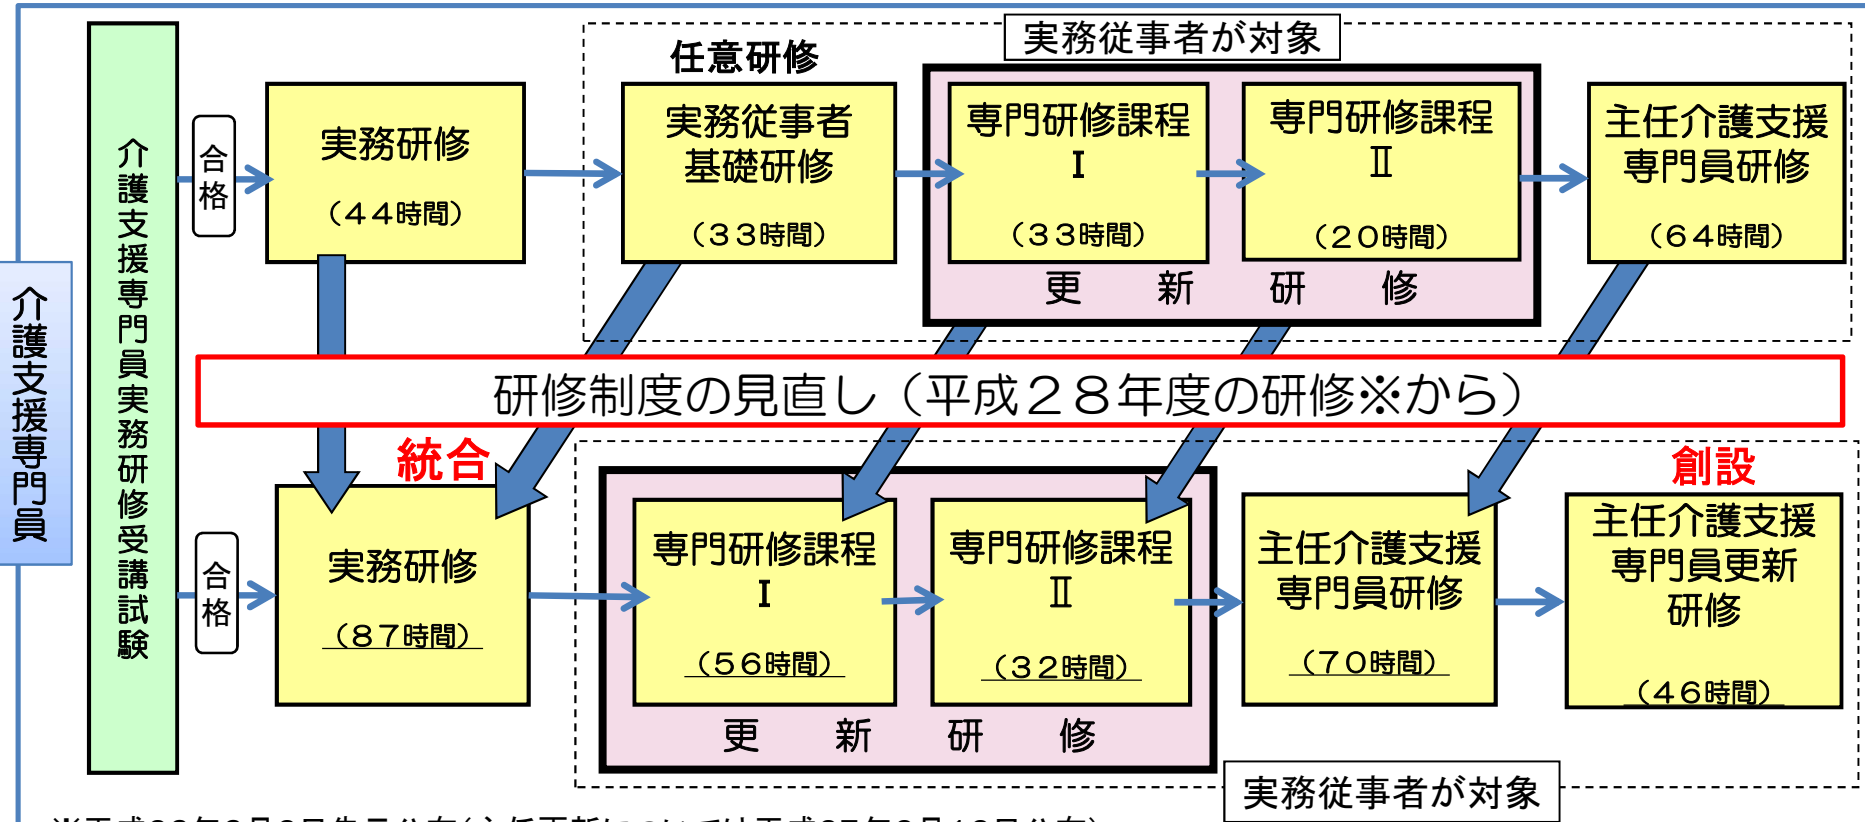 介護支援専門員
介護支援専門員実務研修受講試験
実務従事者が対象
任意研修
合格
実務研修
（４４時間）
実務従事者
基礎研修
（３３時間）
専門研修課程
Ⅰ
（３３時間）
専門研修課程
Ⅱ
（２０時間）
更新研修
主任介護支援
専門員研修
（６４時間）
研修制度の見直し（平成２８年度の研修※から）
統合
創設
合格
実務研修
（８７時間）
専門研修課程
Ⅰ
（５６時間）
専門研修課程
Ⅱ
（３２時間）
更新研修
主任介護支援
専門員研修
（７０時間）
主任介護支援
専門員更新
研修
（４６時間）
実務従事者が対象